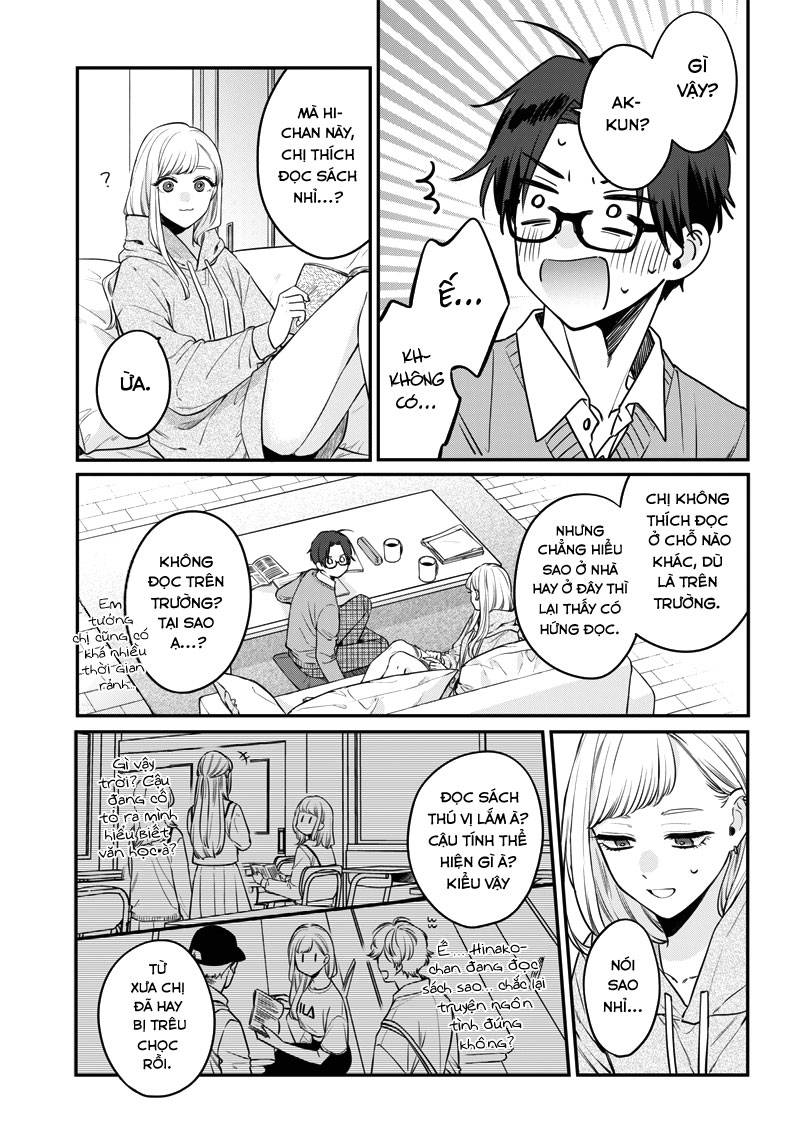 GÌ
VẬY?
AK-
KUN?
Ế...
KH-
KHÔNG
CÓ...
MÀ HI-
CHAN NÀY,
CHỊ THÍCH
ĐỌC SÁCH
NHỈ...?
?
ỪA.
CHỊ KHÔNG
THÍCH ĐỌC
Ở CHỖ NÀO
KHÁC, DÙ
LÀ TRÊN
TRƯỜNG.
NHƯNG
CHẲNG HIỂU
SAO Ở NHÀ
HAY Ở ĐÂY THÌ
LẠI THẤY CÓ
HỨNG ĐỌC.
KHÔNG
ĐỌC TRÊN
TRƯỜNG?
TẠI SAO
Ạ...?
Em
tưởng
chị cũng có
khá nhiều
thời gian
rảnh...
NÓI
SAO
NHỈ...
ĐỌC SÁCH
THÚ VỊ LẮM À?
CẬU TÍNH THỂ
HIỆN GÌ À?
KIỂU VẬY
Gì vậy
trời? Cậu
đang cố
tỏ ra mình
hiểu biết
văn học à?
Ế... Hinako-
chan đang đọc
sách sao... chắc lại
truyện ngôn
tình đúng
không?
TỪ
XƯA CHỊ
ĐÃ HAY
BỊ TRÊU
CHỌC
RỒI.